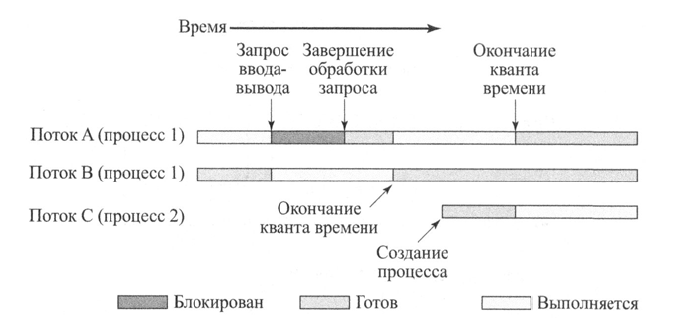 Время
Запрос
ввода-
вывода
Завершение
обработки
запроса
Окончание
кванта
времени
Поток А (процесс 1)
Поток В (процесс 1)
Поток С (процесс 2)
Окончание
кванта времени
Создание
процесса
Блокирован
Готов
Выполняется